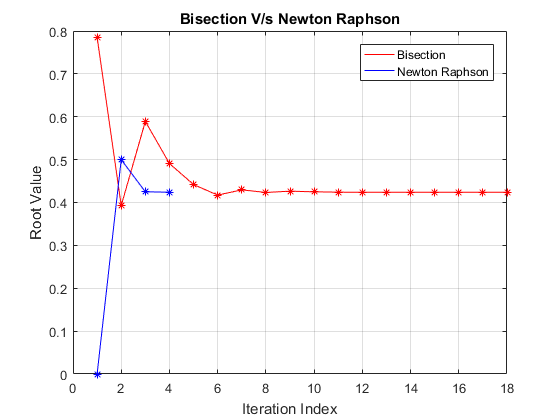 Bisection V/s Newton Raphson
Bisection
Newton Raphson
Root Value
0.8
0.7
0.6
0.5
0.4
0.3
0.2
0.1
0
0 2 4 6 8 10 12 14 16 18
Iteration Index